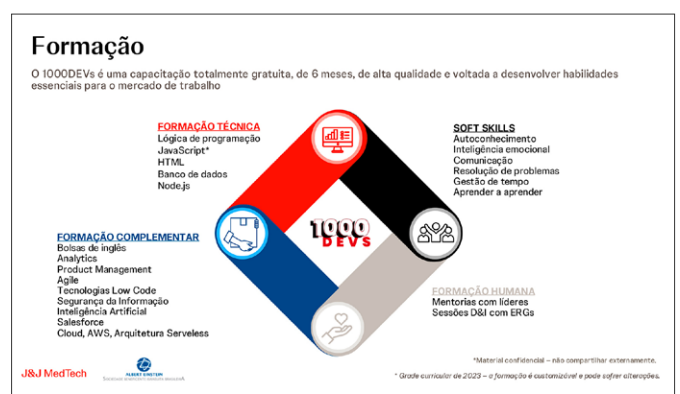 Formação
O 1000DEVs é uma capacitação totalmente gratuita, de 6 meses, de alta qualidade e voltada a desenvolver habilidades
essenciais para o mercado de trabalho
FORMAÇÃO TÉCNICA
Lógica de programação
JavaScript*
HTML
Banco de dados
Node.js
SOFT SKILLS
Autoconhecimento
Inteligência emocional
Comunicação
Resolução de problemas
Gestão de tempo
Aprender a aprender
1000
DEVS
FORMAÇÃO COMPLEMENTAR
Bolsas de inglês
Analytics
Product Management
Agile
Tecnologias Low Code
Segurança da Informação
Inteligência Artificial
Salesforce
Cloud, AWS, Arquitetura Serveless
FORMAÇÃO HUMANA
Mentorias com líderes
Sessões D&I com ERGs
*Material confidencial – não compartilhar externamente.
* Grade curricular de 2023 – a formação é customizável e pode sofrer alterações.
J&J MedTech
ALBERT EINSTEIN